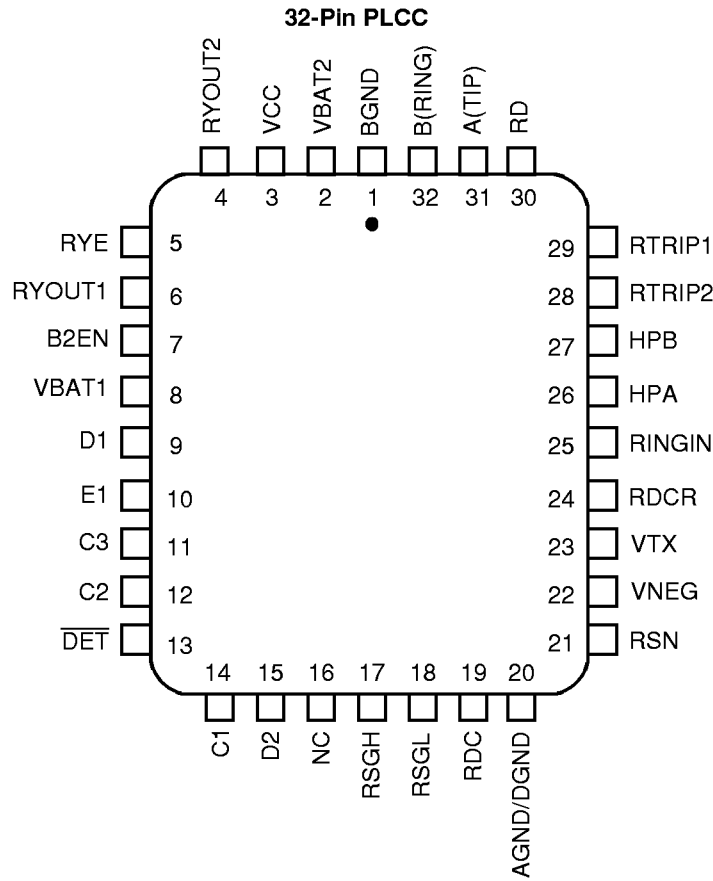 32-Pin PLCC
RYOUT2
VCC
VBAT2
BGND
B(RING)
A(TIP)
RD
4 3 2 1 32 31 30
RYE 5
RYOUT1 6
B2EN 7
VBAT1 8
D1 9
E1 10
C3 11
C2 12
D̅E̅T̅ 13
29 RTRIP1
28 RTRIP2
27 HPB
26 HPA
25 RINGIN
24 RDCR
23 VTX
22 VNEG
21 RSN
14 15 16 17 18 19 20
C1
D2
NC
RSGH
RSGL
RDC
AGND/DGND